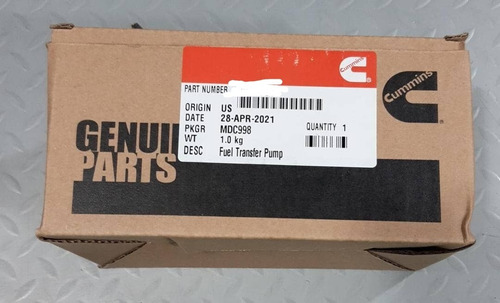 Cummins
PART NUMBER
ORIGIN US
DATE 28-APR-2021
PKGR MDC998 QUANTITY 1
WT 1.0 kg
DESC Fuel Transfer Pump
Cummins
GENUI
PARTS